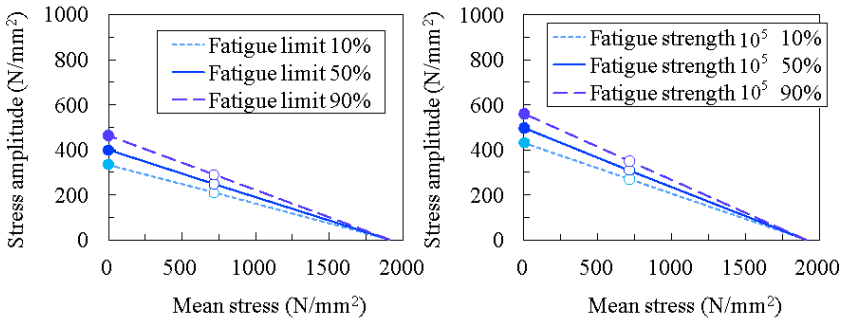 Stress amplitude (N/mm²)
1000
800
600
400
200
0
Fatigue limit 10%
Fatigue limit 50%
Fatigue limit 90%
0 500 1000 1500 2000
Mean stress (N/mm²)
Stress amplitude (N/mm²)
1000
800
600
400
200
0
Fatigue strength 10⁵ 10%
Fatigue strength 10⁵ 50%
Fatigue strength 10⁵ 90%
0 500 1000 1500 2000
Mean stress (N/mm²)